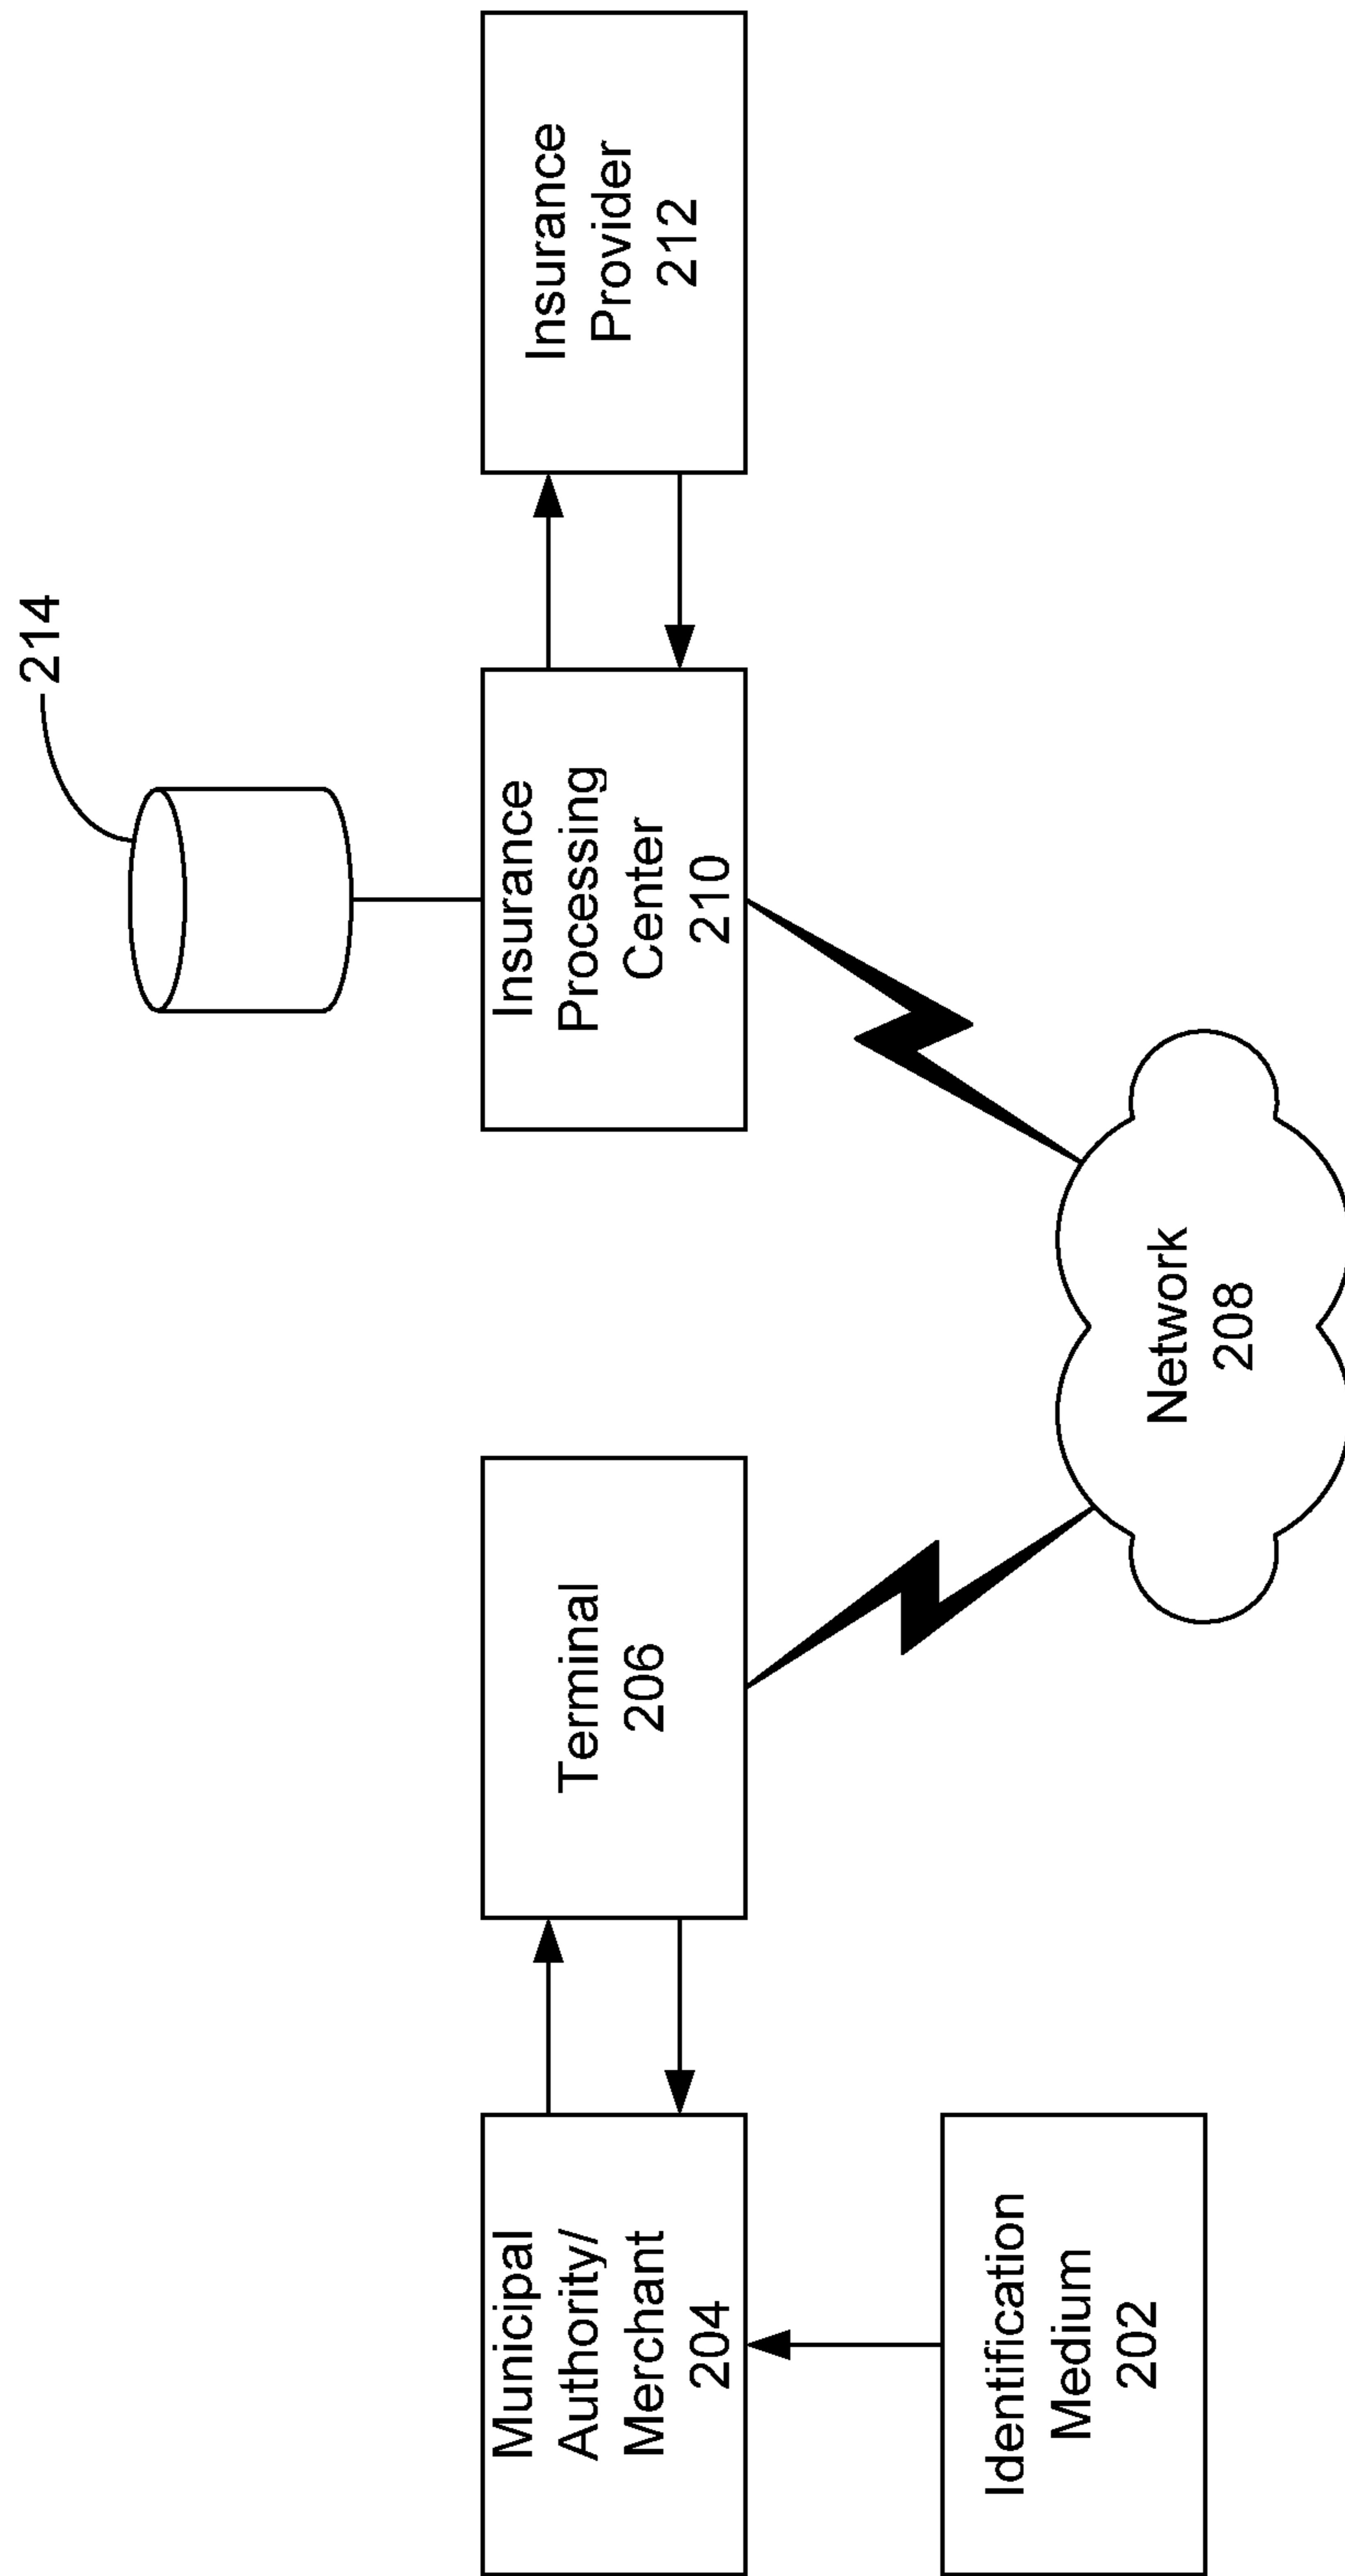 214
Municipal
Authority/
Merchant
204
Terminal
206
Insurance
Processing
Center
210
Insurance
Provider
212
Identification
Medium
202
Network
208